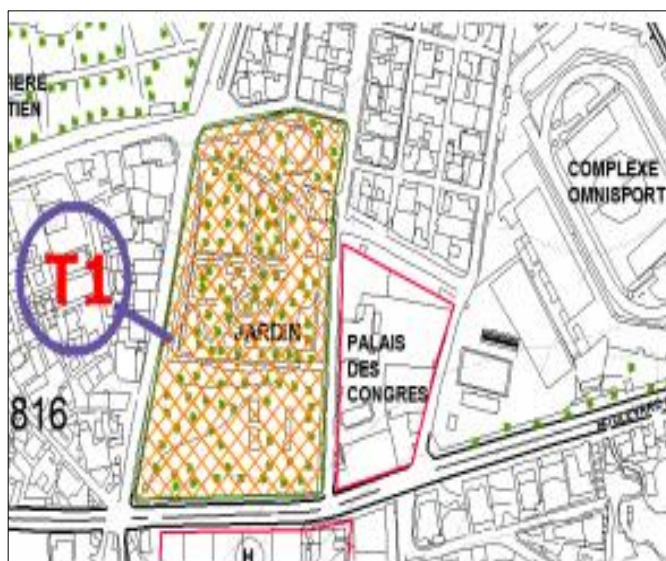 IERE
TIEN
COMPLEXE
OMNISPORT
T1
JARDIN
PALAIS
DES
CONGRES
816
H